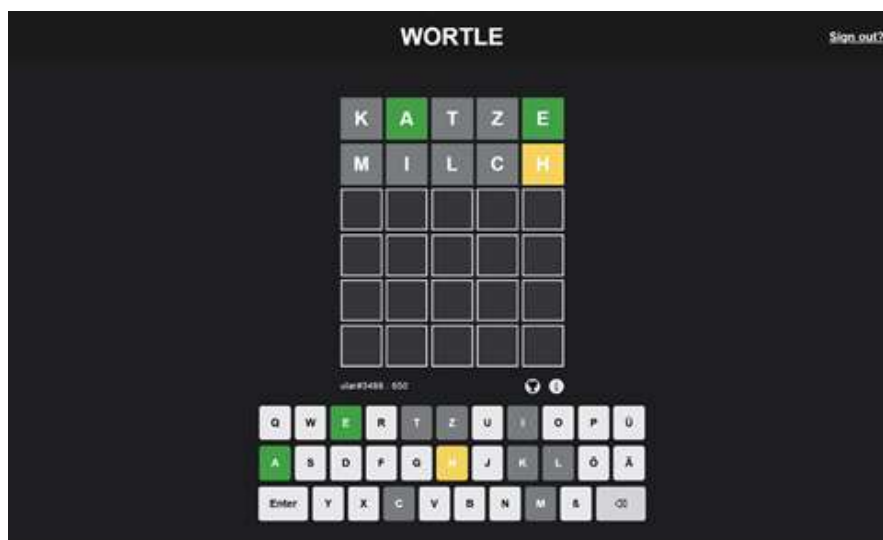 WORTLE
Sign out?
K A T Z E
M I L C H
Q W E R T Z U I O P Ü
A S D F G H J K L Ö Ä
Enter Y X C V B N M ß